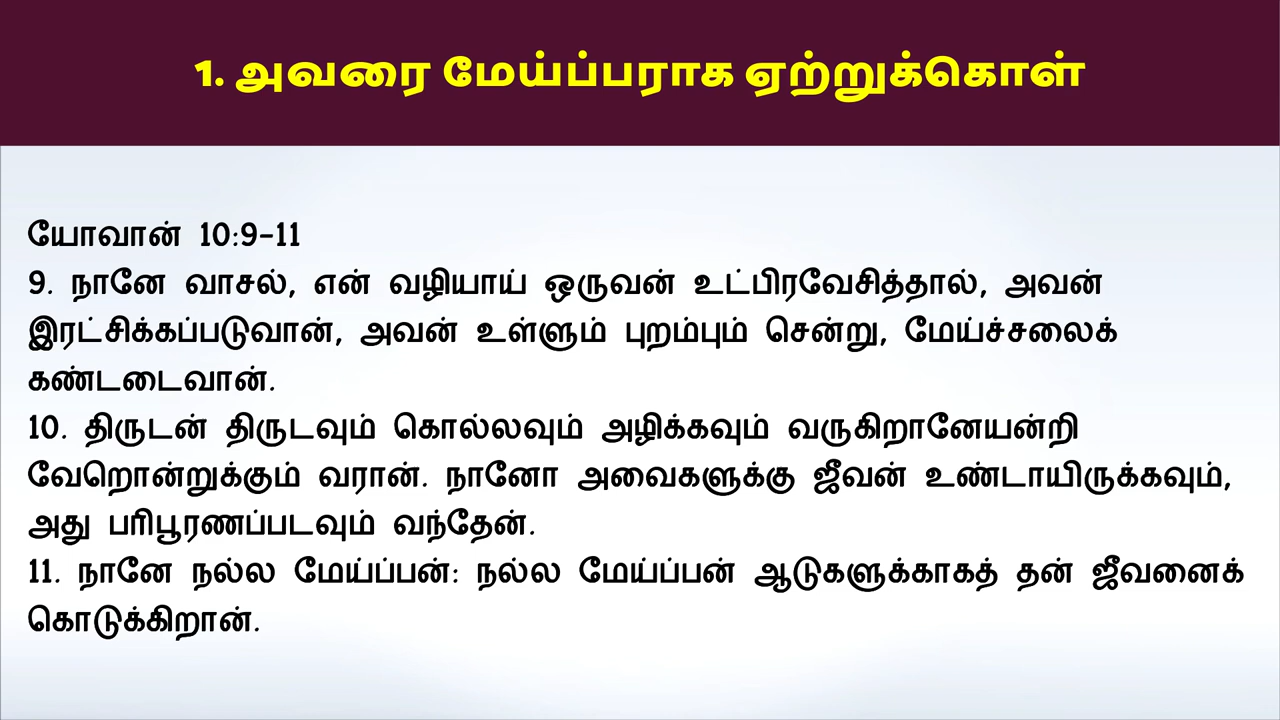 1. அவரை மேய்ப்பராக ஏற்றுக்கொள்
யோவான் 10:9-11
9. நானே வாசல், என் வழியாய் ஒருவன் உட்பிரவேசித்தால், அவன்
இரட்சிக்கப்படுவான், அவன் உள்ளும் புறம்பும் சென்று, மேய்ச்சலைக்
கண்டடைவான்.
10. திருடன் திருடவும் கொல்லவும் அழிக்கவும் வருகிறானேயன்றி
வேறொன்றுக்கும் வரான். நானோ அவைகளுக்கு ஜீவன் உண்டாயிருக்கவும்,
அது பரிபூரணப்படவும் வந்தேன்.
11. நானே நல்ல மேய்ப்பன்: நல்ல மேய்ப்பன் ஆடுகளுக்காகத் தன் ஜீவனைக்
கொடுக்கிறான்.